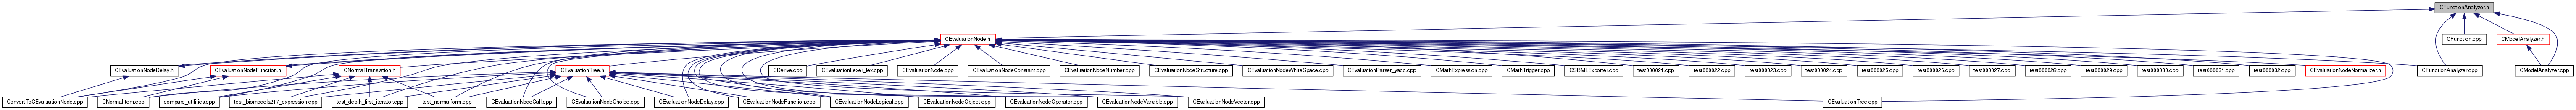 CFunctionAnalyzer.h
CEvaluationNode.h
CFunction.cpp
CModelAnalyzer.h
CEvaluationNodeDelay.h
CEvaluationNodeFunction.h
CNormalTranslation.h
CEvaluationTree.h
CDerive.cpp
CEvaluationLexer_lex.cpp
CEvaluationNode.cpp
CEvaluationNodeConstant.cpp
CEvaluationNodeNumber.cpp
CEvaluationNodeStructure.cpp
CEvaluationNodeWhiteSpace.cpp
CEvaluationParser_yacc.cpp
CMathExpression.cpp
CMathTrigger.cpp
CSBMLExporter.cpp
test000021.cpp
test000022.cpp
test000023.cpp
test000024.cpp
test000025.cpp
test000026.cpp
test000027.cpp
test000028.cpp
test000029.cpp
test000030.cpp
test000031.cpp
test000032.cpp
CEvaluationNodeNormalizer.h
CFunctionAnalyzer.cpp
CModelAnalyzer.cpp
ConvertToCEvaluationNode.cpp
CNormalItem.cpp
compare_utilities.cpp
test_biomodels217_expression.cpp
test_depth_first_iterator.cpp
test_normalform.cpp
CEvaluationNodeCall.cpp
CEvaluationNodeChoice.cpp
CEvaluationNodeDelay.cpp
CEvaluationNodeFunction.cpp
CEvaluationNodeLogical.cpp
CEvaluationNodeObject.cpp
CEvaluationNodeOperator.cpp
CEvaluationNodeVariable.cpp
CEvaluationNodeVector.cpp
CEvaluationTree.cpp